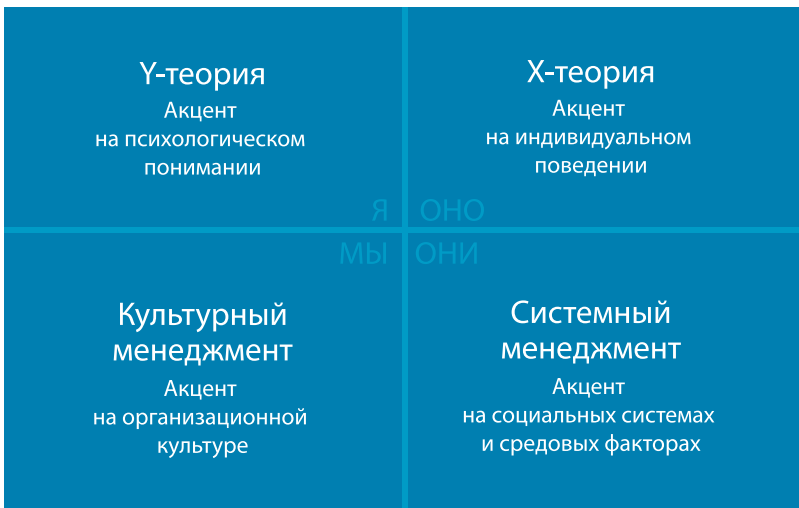 Y-теория
Акцент
на психологическом
понимании
X-теория
Акцент
на индивидуальном
поведении
Я
ОНО
МЫ
ОНИ
Культурный
менеджмент
Акцент
на организационной
культуре
Системный
менеджмент
Акцент
на социальных системах
и средовых факторах